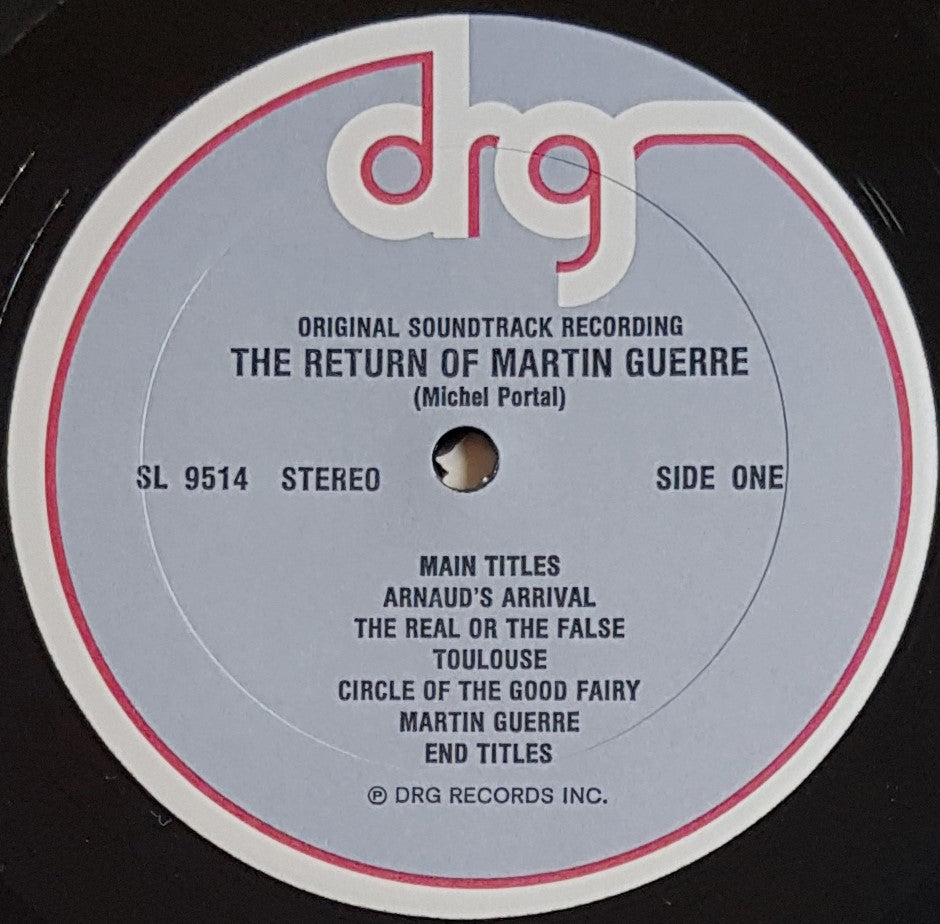 drg
ORIGINAL SOUNDTRACK RECORDING
THE RETURN OF MARTIN GUERRE
(Michel Portal)
SL 9514 STEREO SIDE ONE
MAIN TITLES
ARNAUD'S ARRIVAL
THE REAL OR THE FALSE
TOULOUSE
CIRCLE OF THE GOOD FAIRY
MARTIN GUERRE
END TITLES
℗ DRG RECORDS INC.